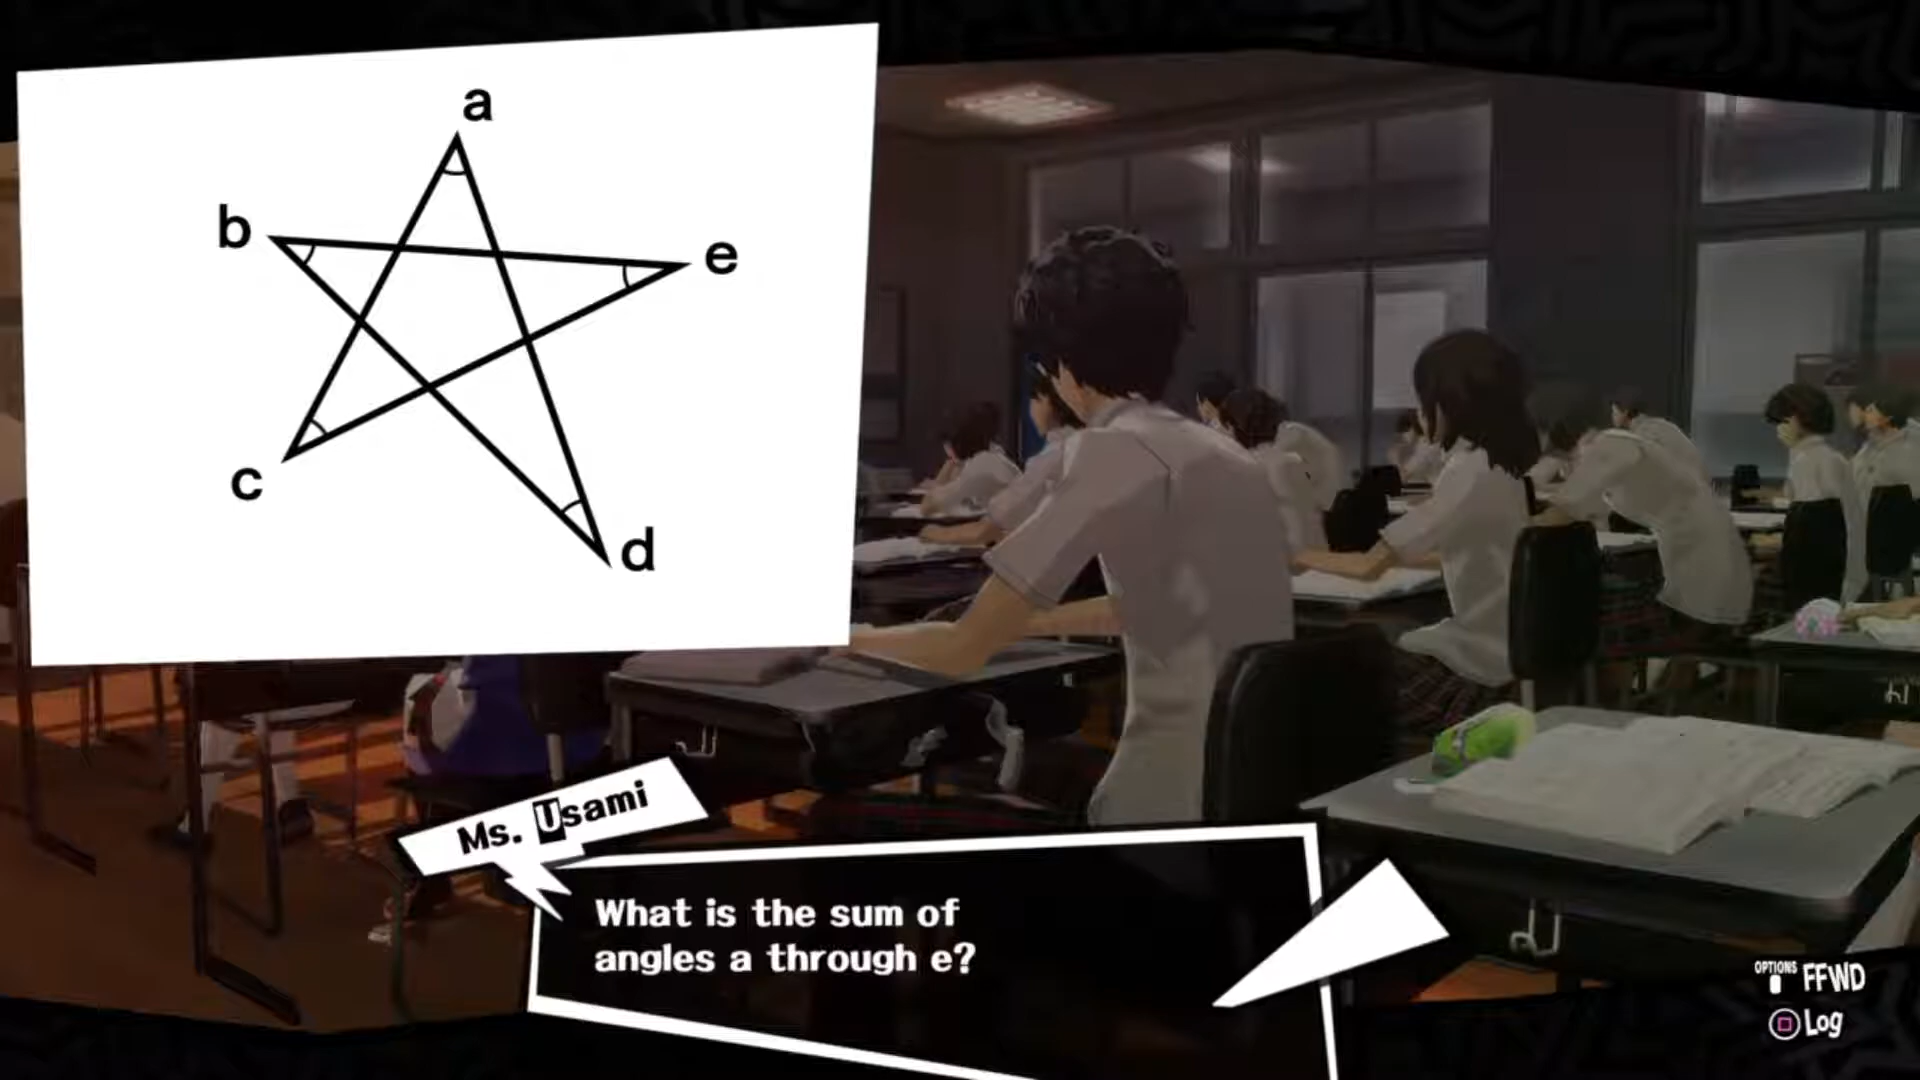 a
b
e
c
d
Ms. Usami
What is the sum of
angles a through e?
OPTIONS FFWD
Log